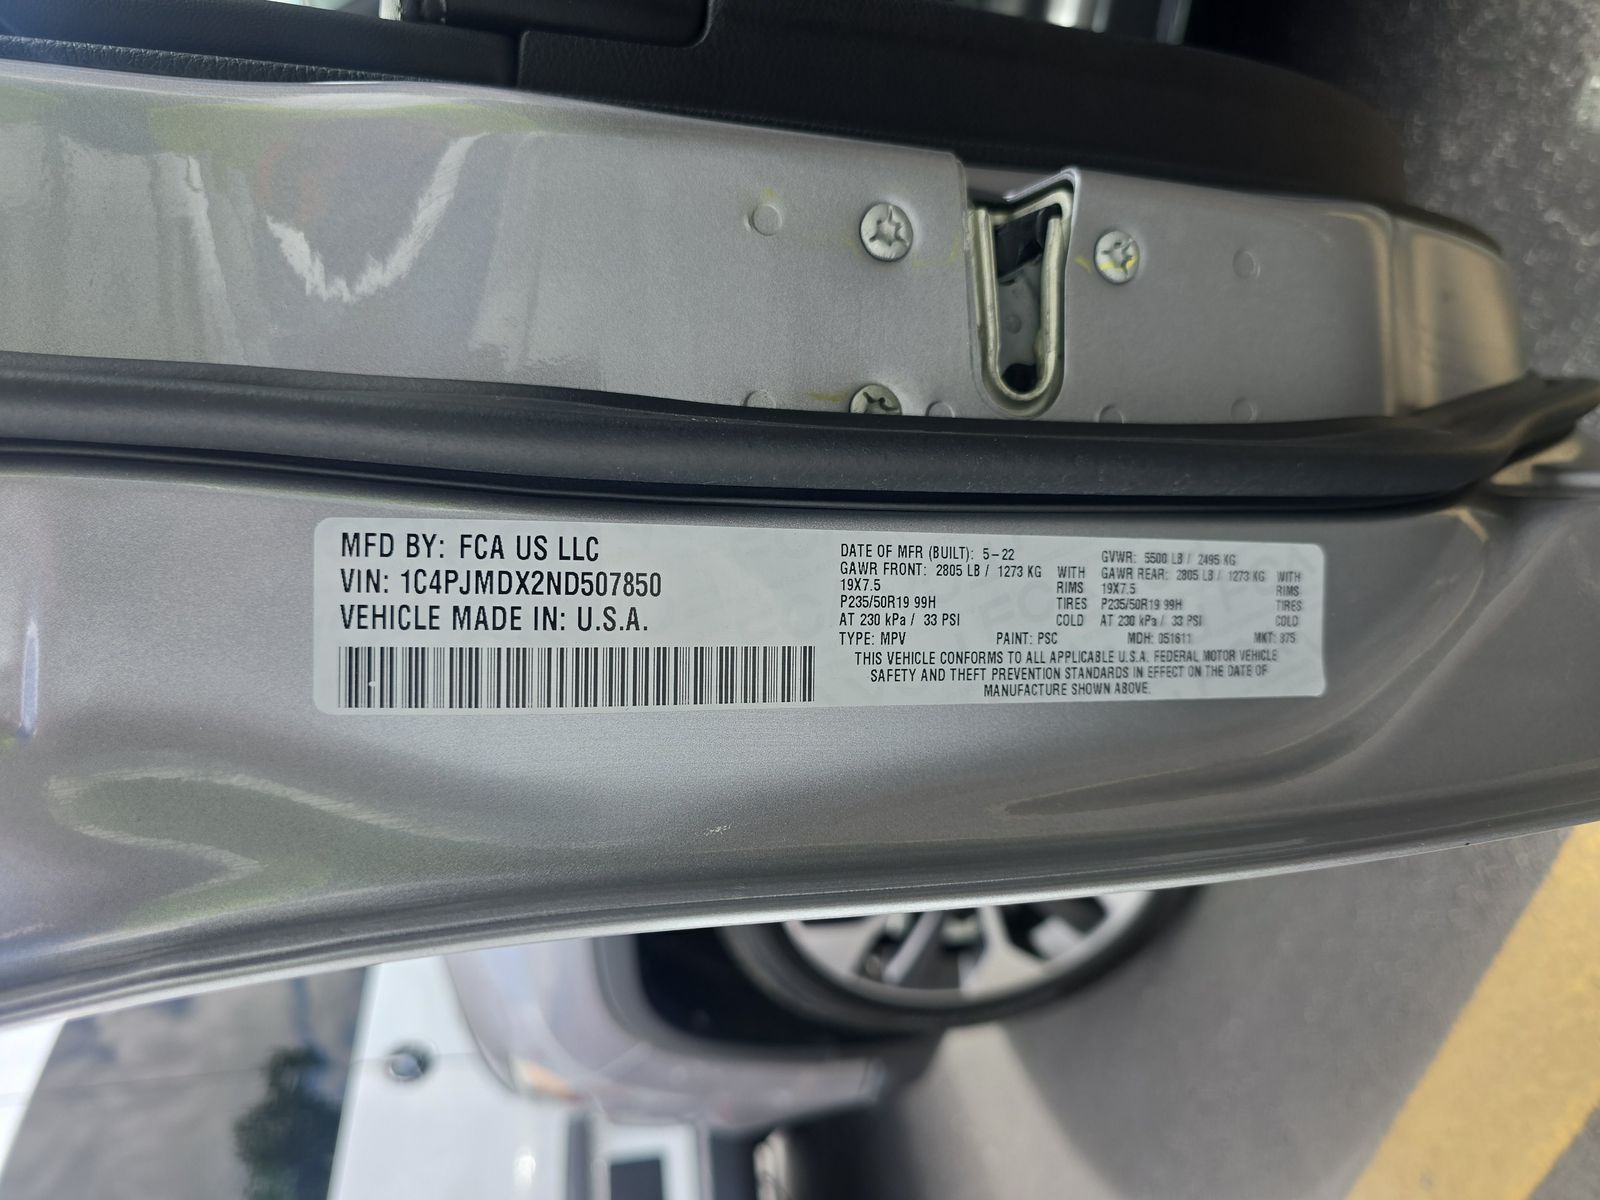 MFD BY: FCA US LLC
VIN: 1C4PJMDX2ND507850
VEHICLE MADE IN: U.S.A.
DATE OF MFR (BUILT): 5-22 GVWR: 5500 LB / 2495 KG
GAWR FRONT: 2805 LB / 1273 KG WITH GAWR REAR: 2805 LB / 1273 KG WITH
19X7.5 RIMS 19X7.5 RIMS
P235/50R19 99H TIRES P235/50R19 99H TIRES
AT 230 kPa / 33 PSI COLD AT 230 kPa / 33 PSI COLD
TYPE: MPV PAINT: PSC MDH: 051611 MKT: 975
THIS VEHICLE CONFORMS TO ALL APPLICABLE U.S.A. FEDERAL MOTOR VEHICLE
SAFETY AND THEFT PREVENTION STANDARDS IN EFFECT ON THE DATE OF
MANUFACTURE SHOWN ABOVE.